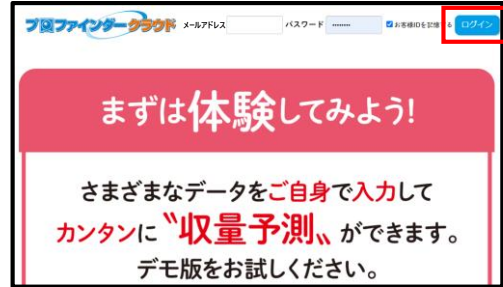 ファインダークラウド メールアドレス パスワード ········ お客様IDを記憶する ログイン
まずは体験してみよう!
さまざまなデータをご自身で入力して
カンタンに〝収量予測〟ができます。
デモ版をお試しください。